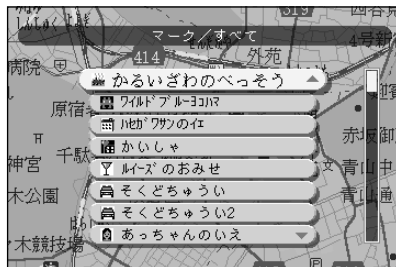 マーク／すべて
かるいざわのべっそう
ﾜｲﾙﾄﾞﾌﾞﾙｰﾖｺﾊﾏ
ﾊｾｶﾞﾜｻﾝのｲｴ
かいしゃ
ﾙｲｰｽﾞのおみせ
そくどちゅうい
そくどちゅうい2
あっちゃんのいえ
319
414
四谷
4号新
外苑
病院
原宿
神宮
千駄
木公園
木競技場
赤坂御
青山中
文
P